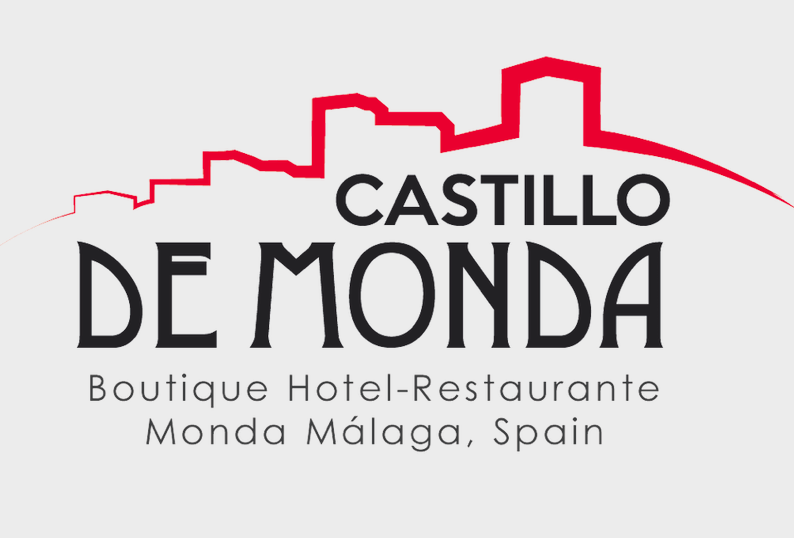 CASTILLO
DE MONDA
Boutique Hotel-Restaurante
Monda Málaga, Spain